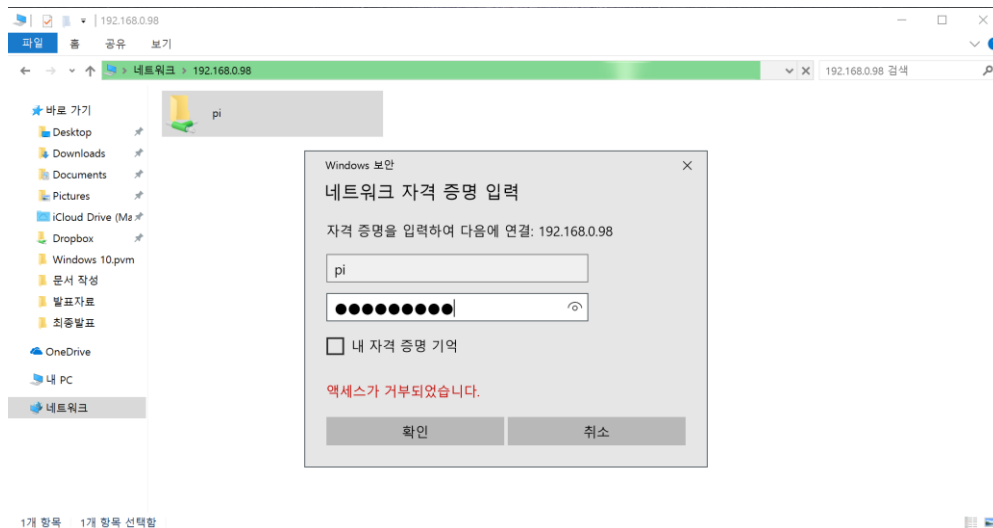 192.168.0.98
파일 홈 공유 보기
네트워크 > 192.168.0.98
192.168.0.98 검색
바로 가기
Desktop
Downloads
Documents
Pictures
iCloud Drive (Ma
Dropbox
Windows 10.pvm
문서 작성
발표자료
최종발표
OneDrive
내 PC
네트워크
pi
Windows 보안
네트워크 자격 증명 입력
자격 증명을 입력하여 다음에 연결: 192.168.0.98
pi
●●●●●●●●●
내 자격 증명 기억
액세스가 거부되었습니다.
확인 취소
1개 항목 1개 항목 선택함